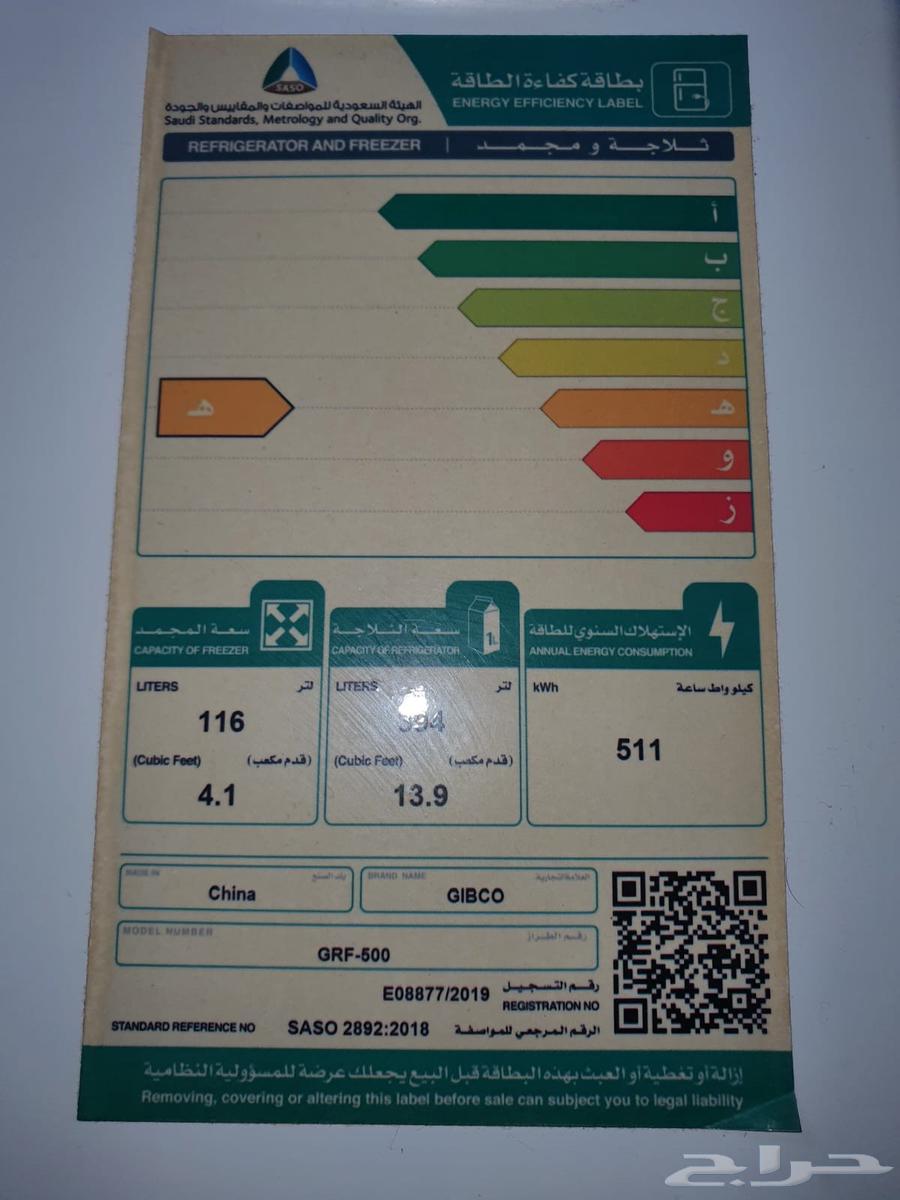 بطاقة كفاءة الطاقة
ENERGY EFFICIENCY LABEL
SASO
الهيئة السعودية للمواصفات والمقاييس والجودة
Saudi Standards, Metrology and Quality Org.
REFRIGERATOR AND FREEZER | ثلاجة و مجمد
أ
ب
ج
د
هـ
هـ
و
ز
الإستهلاك السنوي للطاقة
ANNUAL ENERGY CONSUMPTION
kWh كيلو واط ساعة
511
سعة الثلاجة
CAPACITY OF REFRIGERATOR
1L
LITERS لتر
394
(Cubic Feet) (قدم مكعب)
13.9
سعة المجمد
CAPACITY OF FREEZER
LITERS لتر
116
(Cubic Feet) (قدم مكعب)
4.1
MADE IN بلد الصنع
China
BRAND NAME العلامة التجارية
GIBCO
MODEL NUMBER رقم الطراز
GRF-500
E08877/2019 رقم التسجيل
REGISTRATION NO
STANDARD REFERENCE NO SASO 2892:2018 الرقم المرجعي للمواصفة
إزالة أو تغطية أو العبث بهذه البطاقة قبل البيع يجعلك عرضة للمسؤولية النظامية
Removing, covering or altering this label before sale can subject you to legal liability
حراج